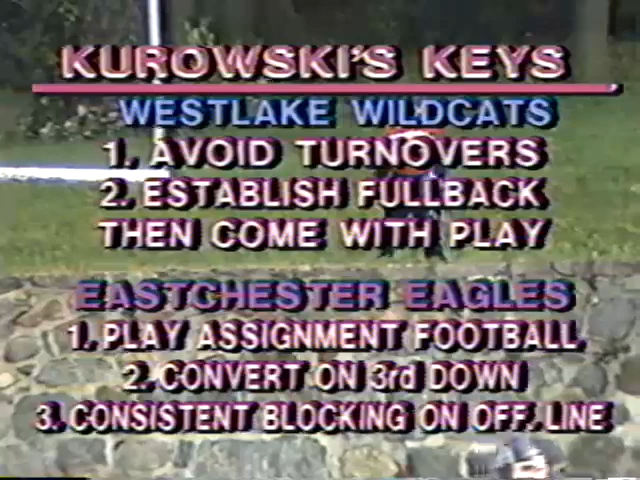 KUROWSKI'S KEYS
WESTLAKE WILDCATS
1. AVOID TURNOVERS
2. ESTABLISH FULLBACK
THEN COME WITH PLAY
EASTCHESTER EAGLES
1. PLAY ASSIGNMENT FOOTBALL
2. CONVERT ON 3rd DOWN
3. CONSISTENT BLOCKING ON OFF. LINE